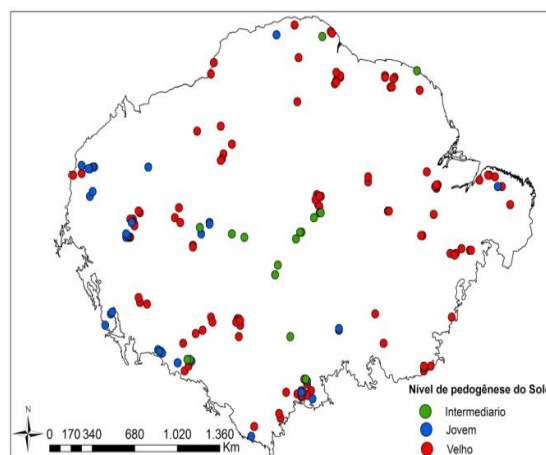 Nível de pedogênese do Solo
Intermediario
Jovem
Velho
N
0 170 340 680 1.020 1.360
Km